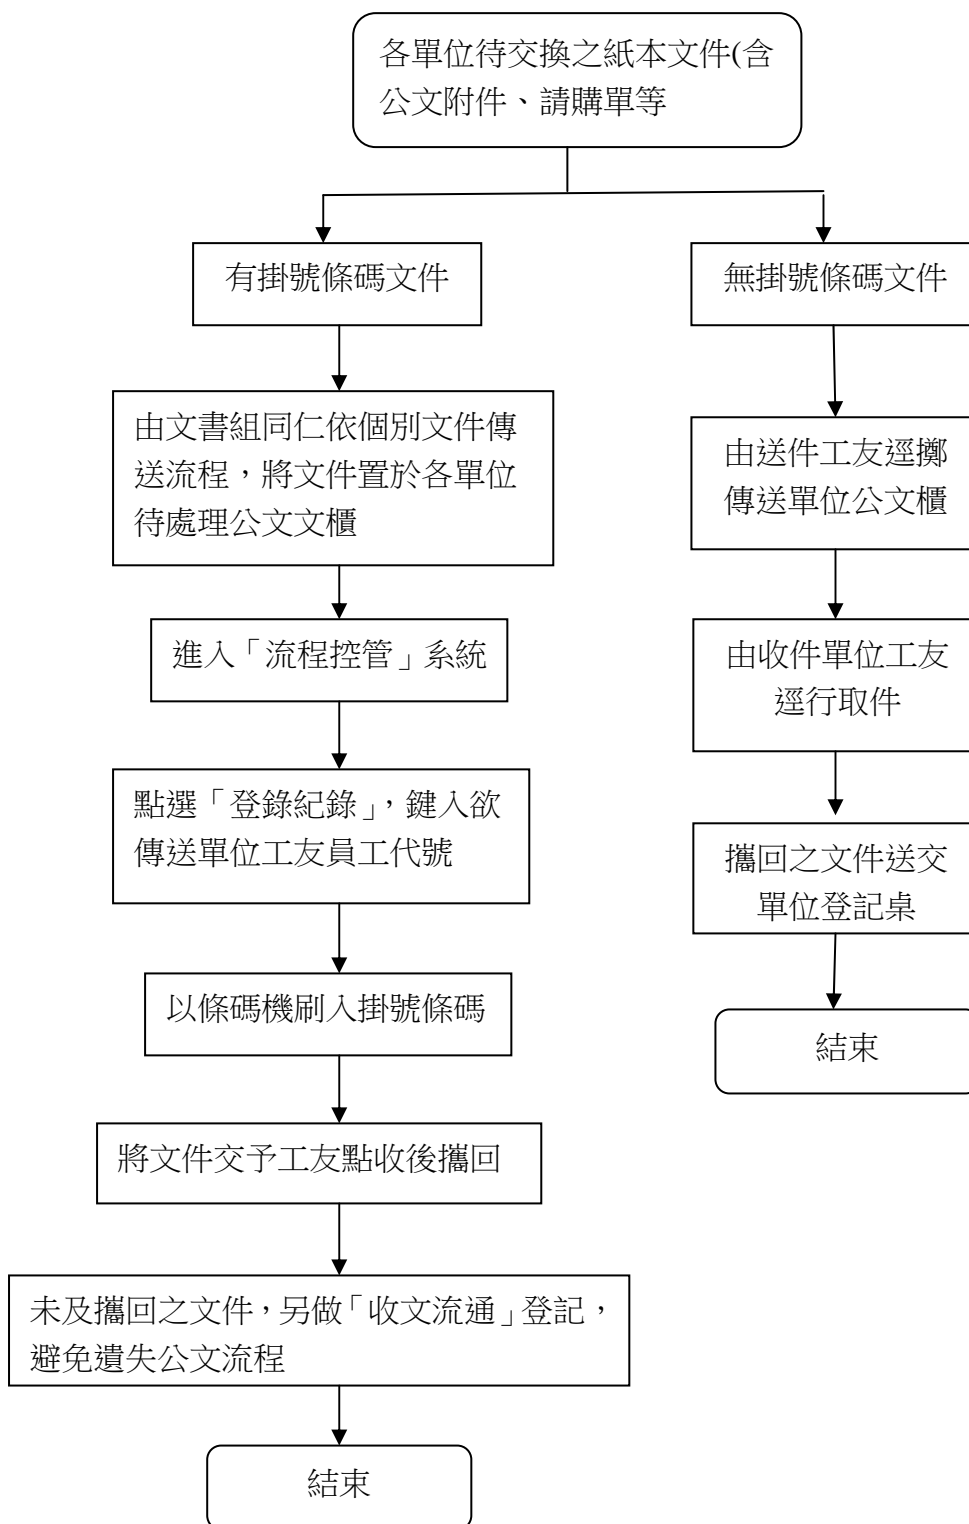 各單位待交換之紙本文件(含
公文附件、請購單等
有掛號條碼文件
由文書組同仁依個別文件傳
送流程，將文件置於各單位
待處理公文文櫃
進入「流程控管」系統
點選「登錄紀錄」，鍵入欲
傳送單位工友員工代號
以條碼機刷入掛號條碼
將文件交予工友點收後攜回
未及攜回之文件，另做「收文流通」登記，
避免遺失公文流程
結束
無掛號條碼文件
由送件工友逕擲
傳送單位公文櫃
由收件單位工友
逕行取件
攜回之文件送交
單位登記桌
結束